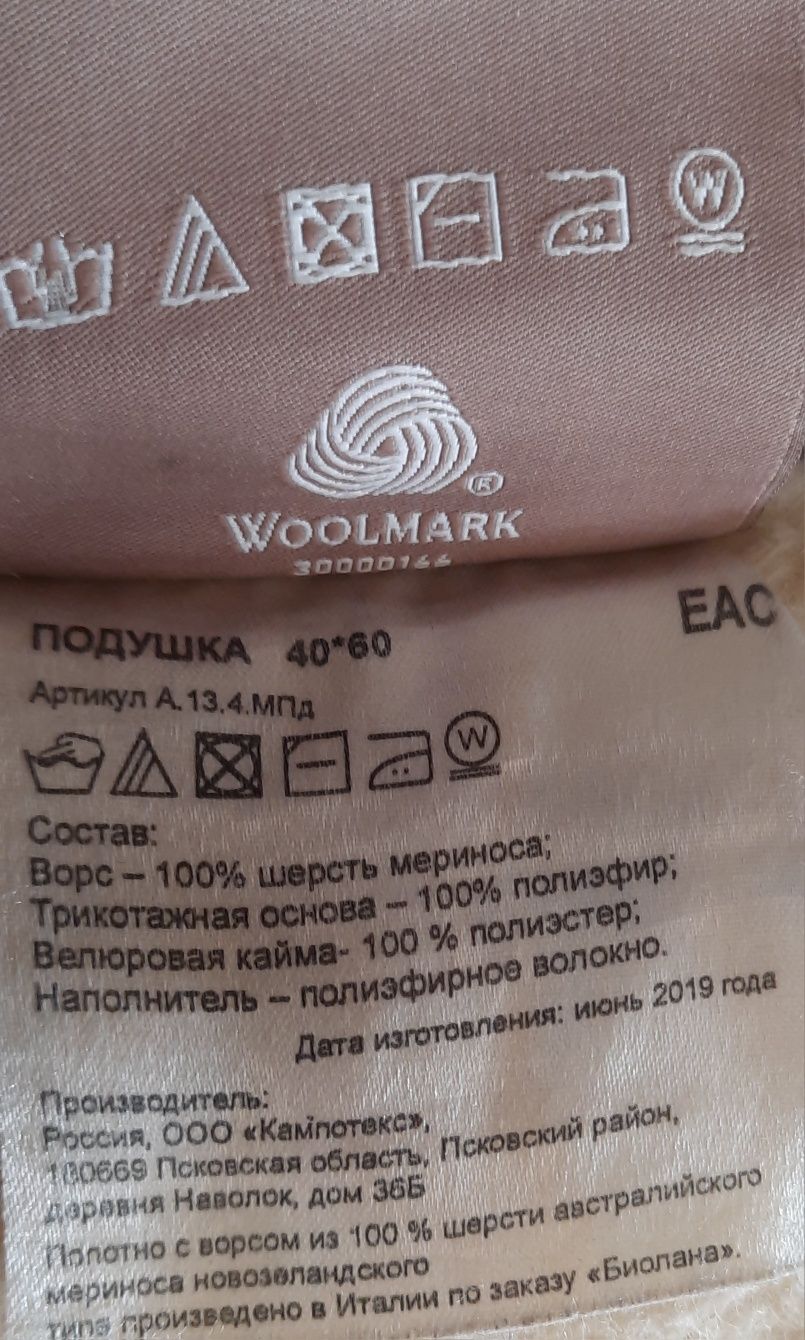 W
WOOLMARK
30000144
EAC
ПОДУШКА 40*60
Артикул А.13.4.МПд
W
Состав:
Ворс – 100% шерсть мериноса;
Трикотажная основа – 100% полиэфир;
Велюровая кайма- 100 % полиэстер;
Наполнитель – полиэфирное волокно.
Дата изготовления: июнь 2019 года
Производитель:
Россия, ООО «Кампотекс»,
180669 Псковская область, Псковский район,
деревня Неволок, дом 36Б
Полотно с ворсом из 100 % шерсти австралийского
мериноса новозеландского
типа произведено в Италии по заказу «Биолана».